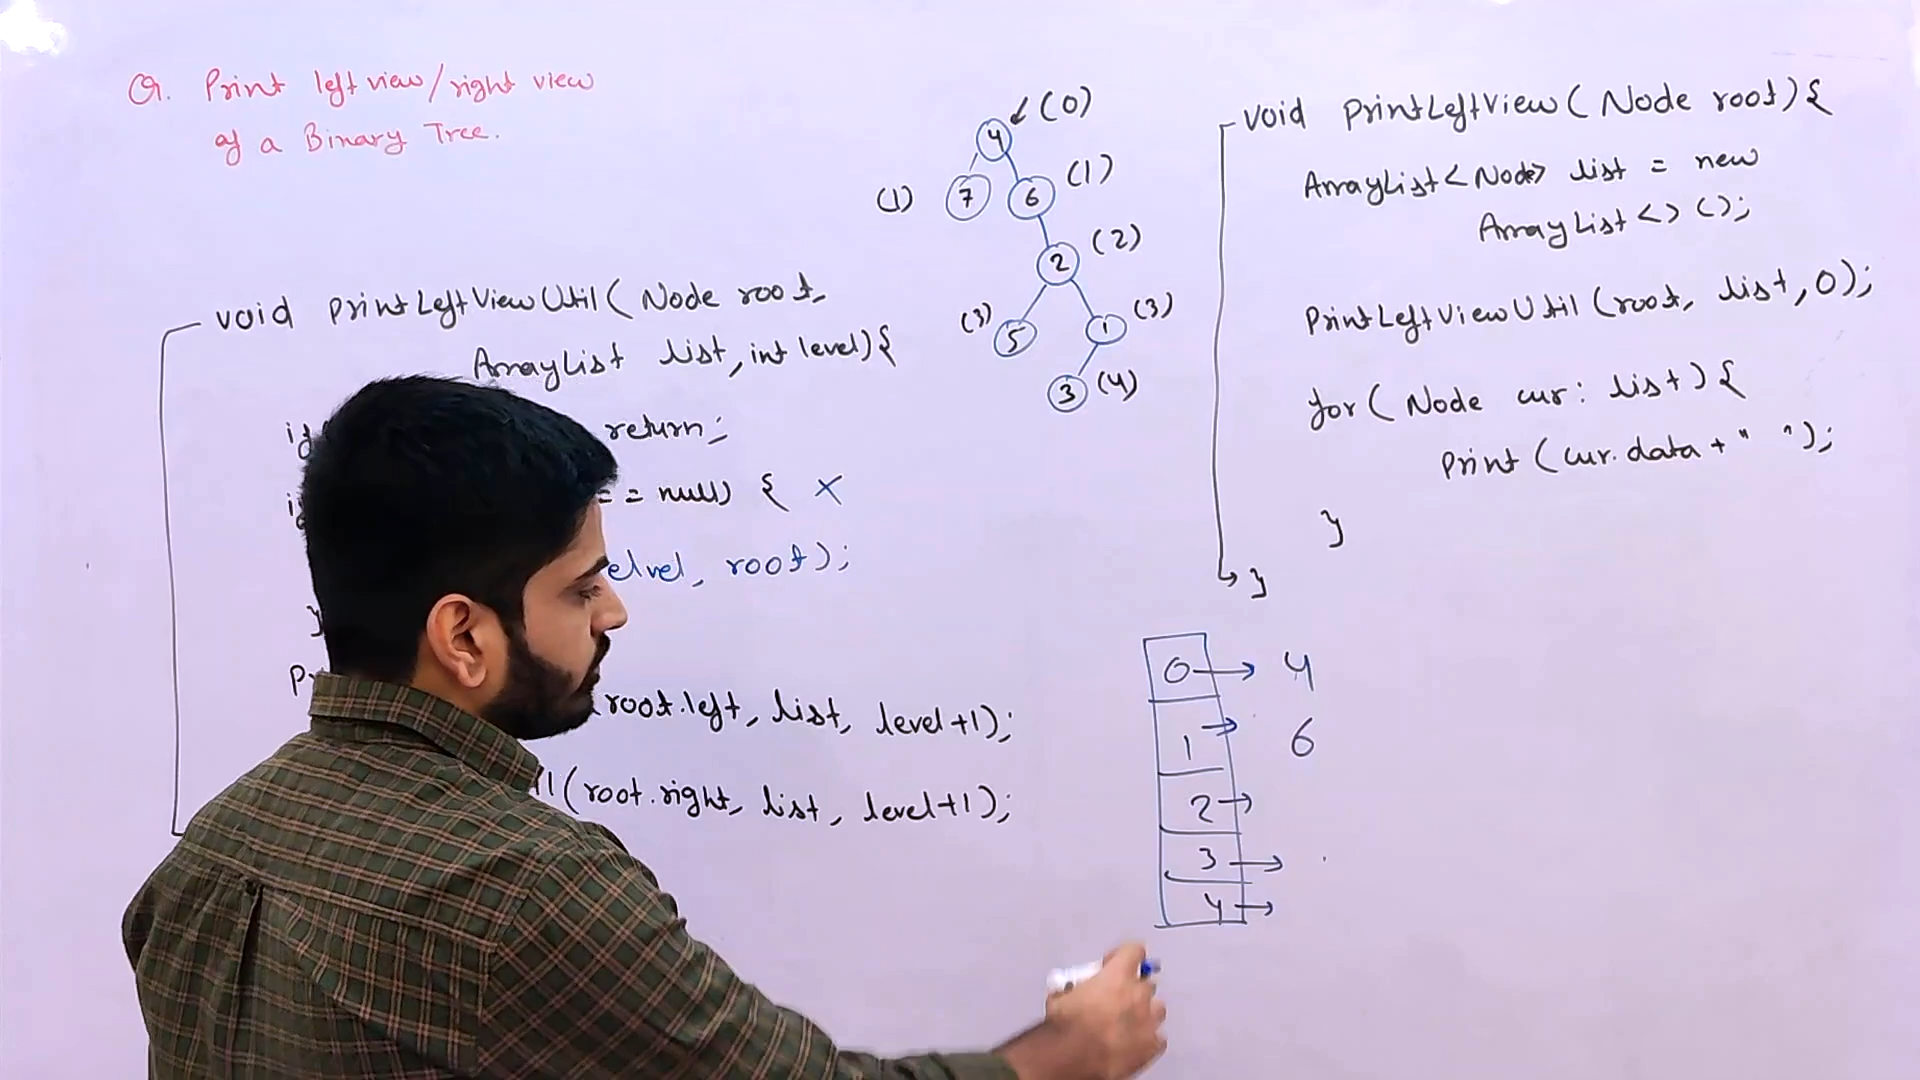 Q. Print left view/right view
of a Binary Tree.
void PrintLeftViewUtil( Node root,
ArrayList list, int level){
return;
== null) { X
elvel, root);
}
root.left, list, level+1);
(root.right, list, level+1);
4 (0)
(1) 7 6 (1)
2 (2)
(3) 5 1 (3)
3 (4)
void PrintLeftView( Node root){
ArrayList<Node> list = new
ArrayList<>();
PrintLeftViewUtil(root, list, 0);
for( Node cur: list){
Print (cur.data + " ");
}
}
0 → 4
1 → 6
2 →
3 →
4 →